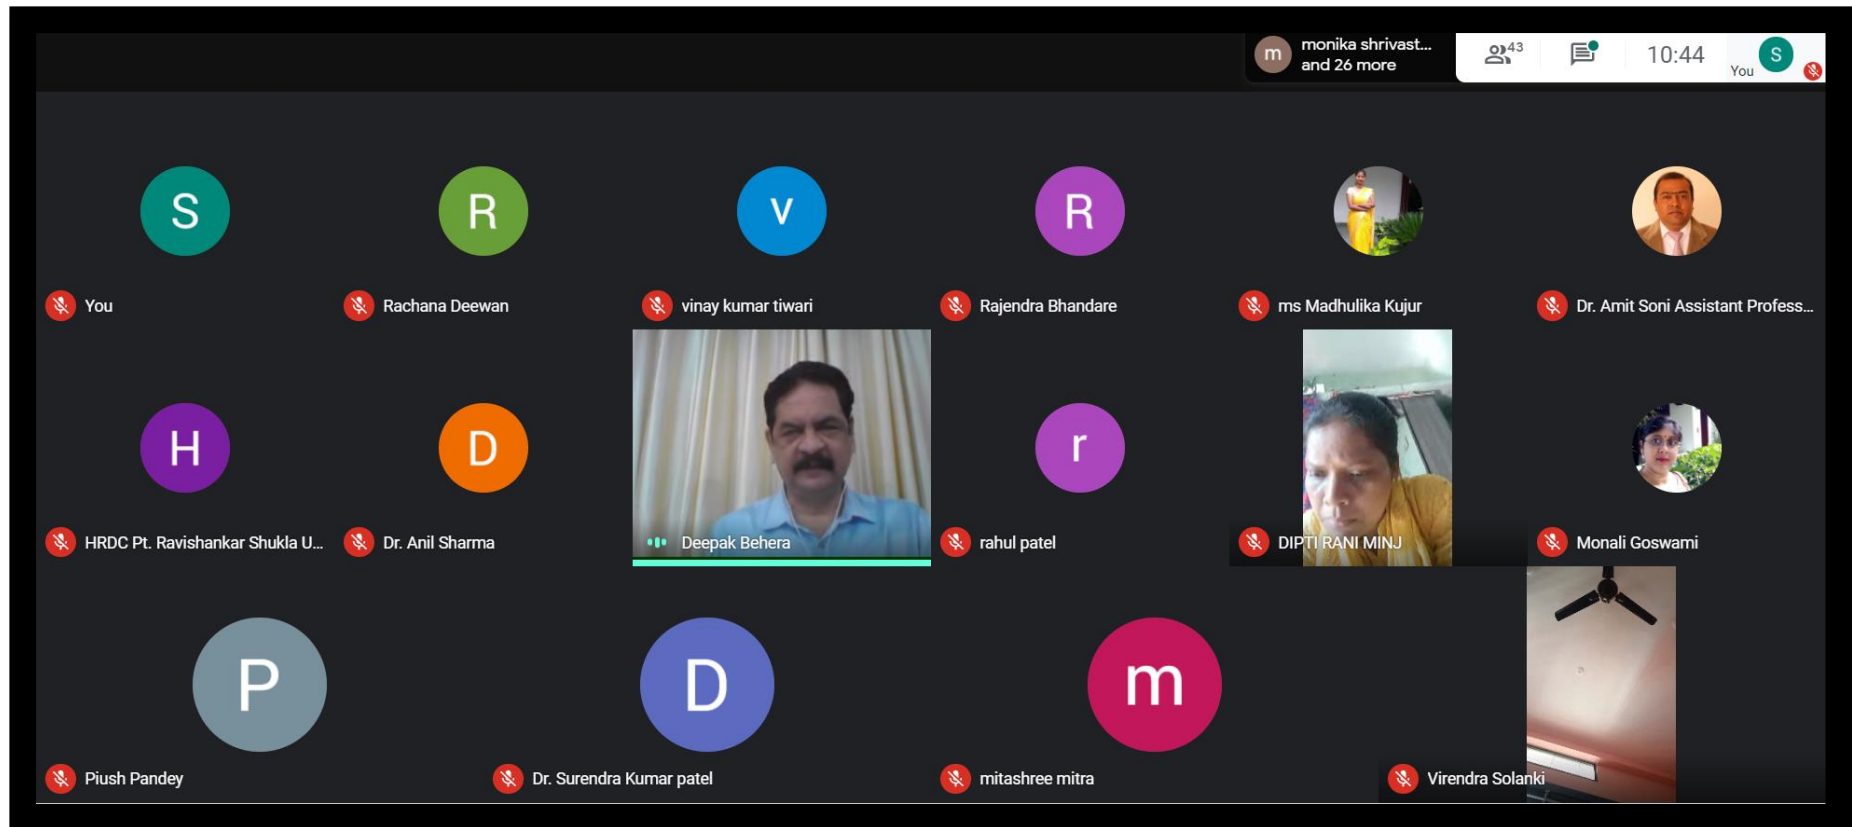 m
monika shrivast...
and 26 more
43
10:44
You
S
S
R
v
R
You
Rachana Deewan
vinay kumar tiwari
Rajendra Bhandare
ms Madhulika Kujur
Dr. Amit Soni Assistant Profess...
H
D
r
HRDC Pt. Ravishankar Shukla U...
Dr. Anil Sharma
Deepak Behera
rahul patel
DIPTI RANI MINJ
Monali Goswami
P
D
m
Piush Pandey
Dr. Surendra Kumar patel
mitashree mitra
Virendra Solanki